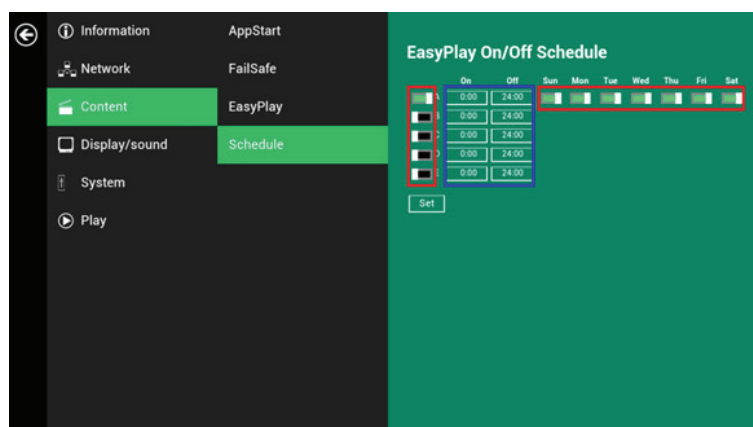 Information
Network
Content
Display/sound
System
Play
AppStart
FailSafe
EasyPlay
Schedule
EasyPlay On/Off Schedule
On Off Sun Mon Tue Wed Thu Fri Sat
A 0:00 24:00
B 0:00 24:00
C 0:00 24:00
D 0:00 24:00
E 0:00 24:00
Set